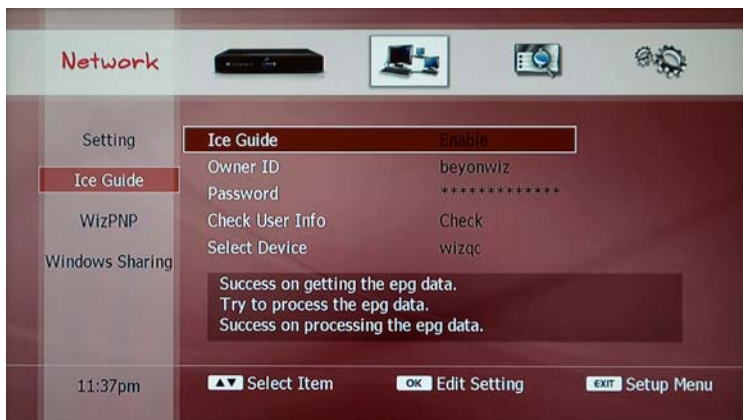 Network
Setting
Ice Guide
WizPNP
Windows Sharing
11:37pm
Ice Guide Enable
Owner ID beyonwiz
Password *************
Check User Info Check
Select Device wizqc
Success on getting the epg data.
Try to process the epg data.
Success on processing the epg data.
▲▼ Select Item OK Edit Setting EXIT Setup Menu